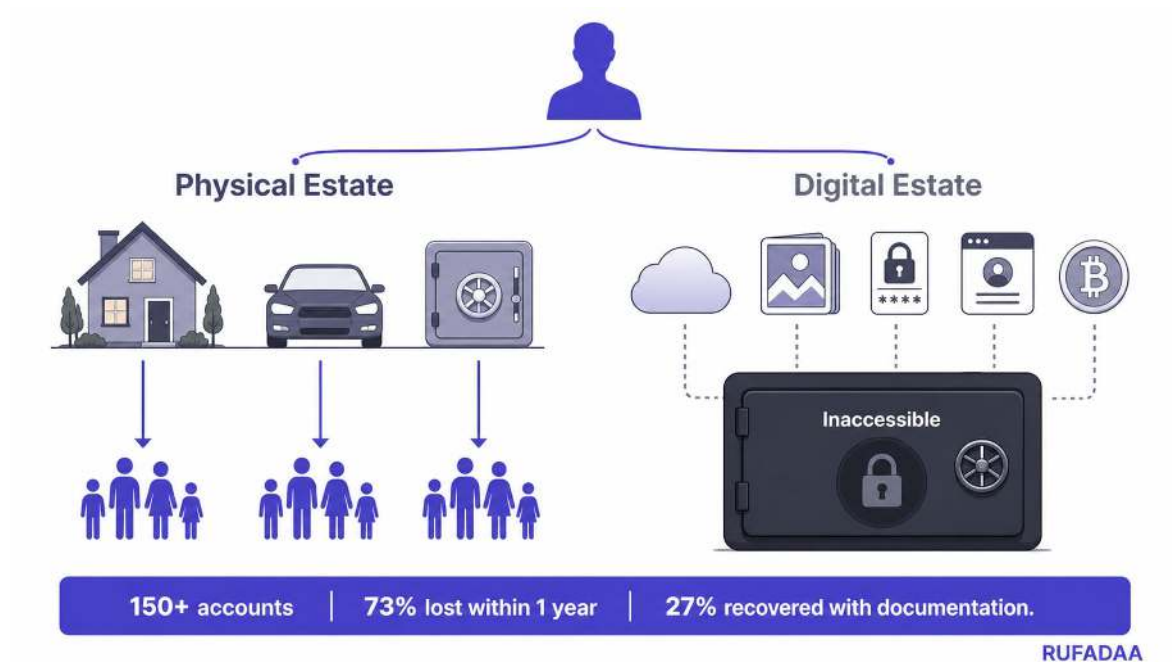 Physical Estate
Digital Estate
****
₿
Inaccessible
150+ accounts | 73% lost within 1 year | 27% recovered with documentation.
RUFADAA